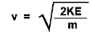 v = √(2KE/m)